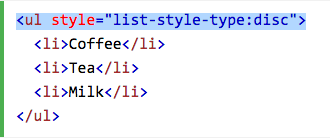 <ul style="list-style-type:disc">
  <li>Coffee</li>
  <li>Tea</li>
  <li>Milk</li>
</ul>